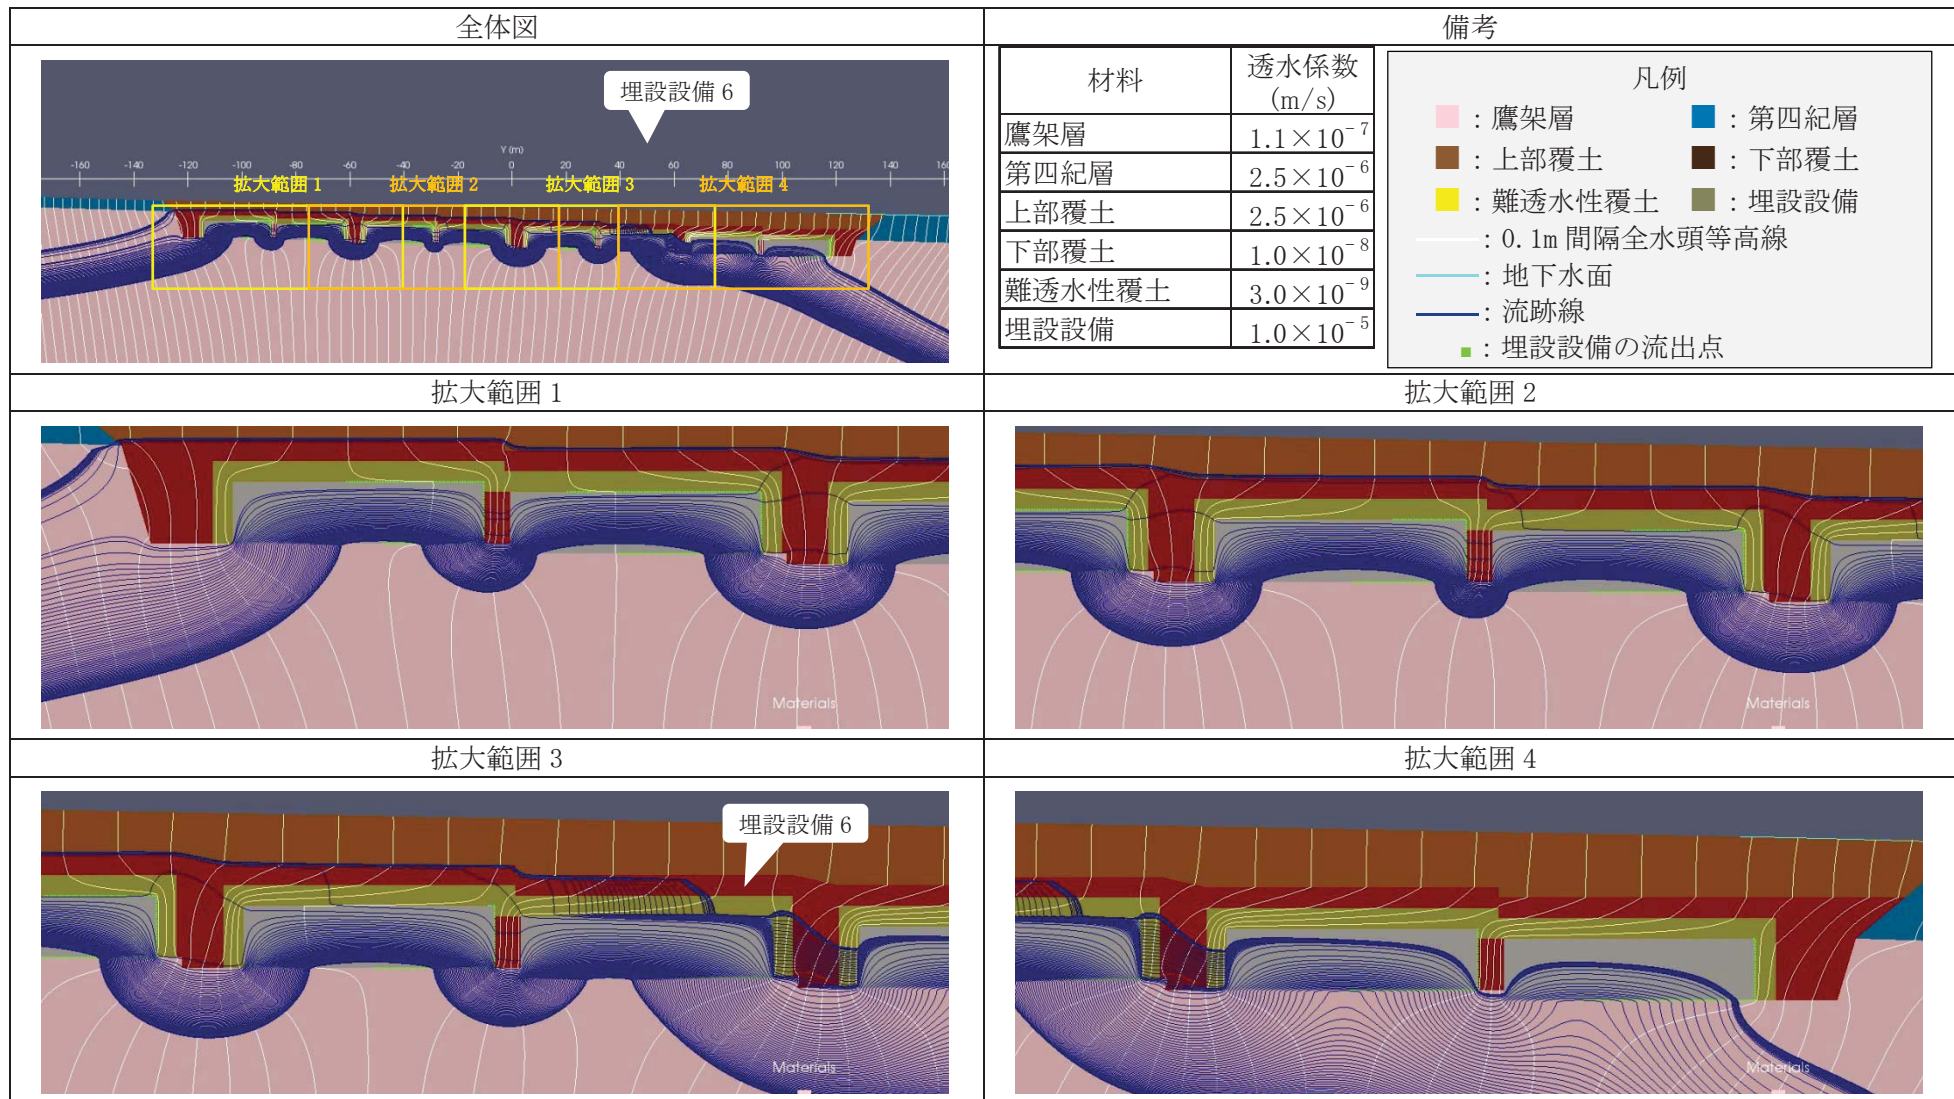 全体図
備考
埋設設備 6
Y (m)
-160 -140 -120 -100 -80 -60 -40 -20 0 20 40 60 80 100 120 140 160
拡大範囲 1 拡大範囲 2 拡大範囲 3 拡大範囲 4
材料 透水係数
(m/s)
鷹架層 1.1×10⁻⁷
第四紀層 2.5×10⁻⁶
上部覆土 2.5×10⁻⁶
下部覆土 1.0×10⁻⁸
難透水性覆土 3.0×10⁻⁹
埋設設備 1.0×10⁻⁵
凡例
：鷹架層 ：第四紀層
：上部覆土 ：下部覆土
：難透水性覆土 ：埋設設備
：0.1m 間隔全水頭等高線
：地下水面
：流跡線
：埋設設備の流出点
拡大範囲 1
拡大範囲 2
Materials
Materials
拡大範囲 3
拡大範囲 4
埋設設備 6
Materials
Materials